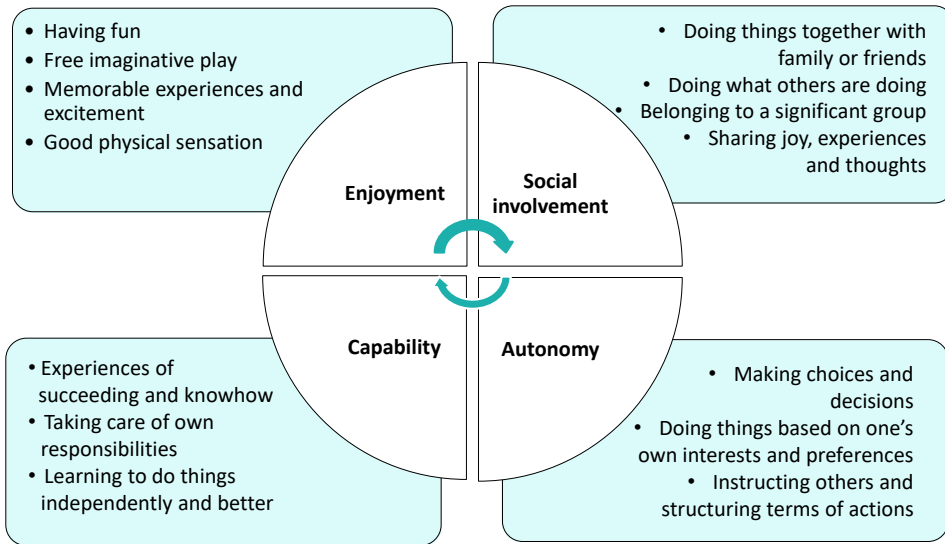 • Having fun
• Free imaginative play
• Memorable experiences and
excitement
• Good physical sensation
• Doing things together with
family or friends
• Doing what others are doing
• Belonging to a significant group
• Sharing joy, experiences
and thoughts
Enjoyment
Social
involvement
Capability
Autonomy
• Experiences of
succeeding and knowhow
• Taking care of own
responsibilities
• Learning to do things
independently and better
• Making choices and
decisions
• Doing things based on one’s
own interests and preferences
• Instructing others and
structuring terms of actions